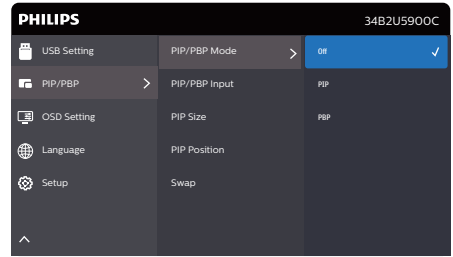 PHILIPS
34B2U5900C
USB Setting
PIP/PBP Mode
Off
PIP/PBP
PIP/PBP Input
PIP
OSD Setting
PIP Size
PBP
Language
PIP Position
Setup
Swap